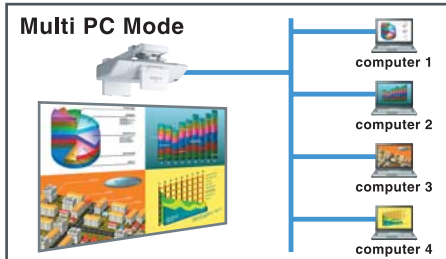 Multi PC Mode
computer 1
computer 2
computer 3
computer 4